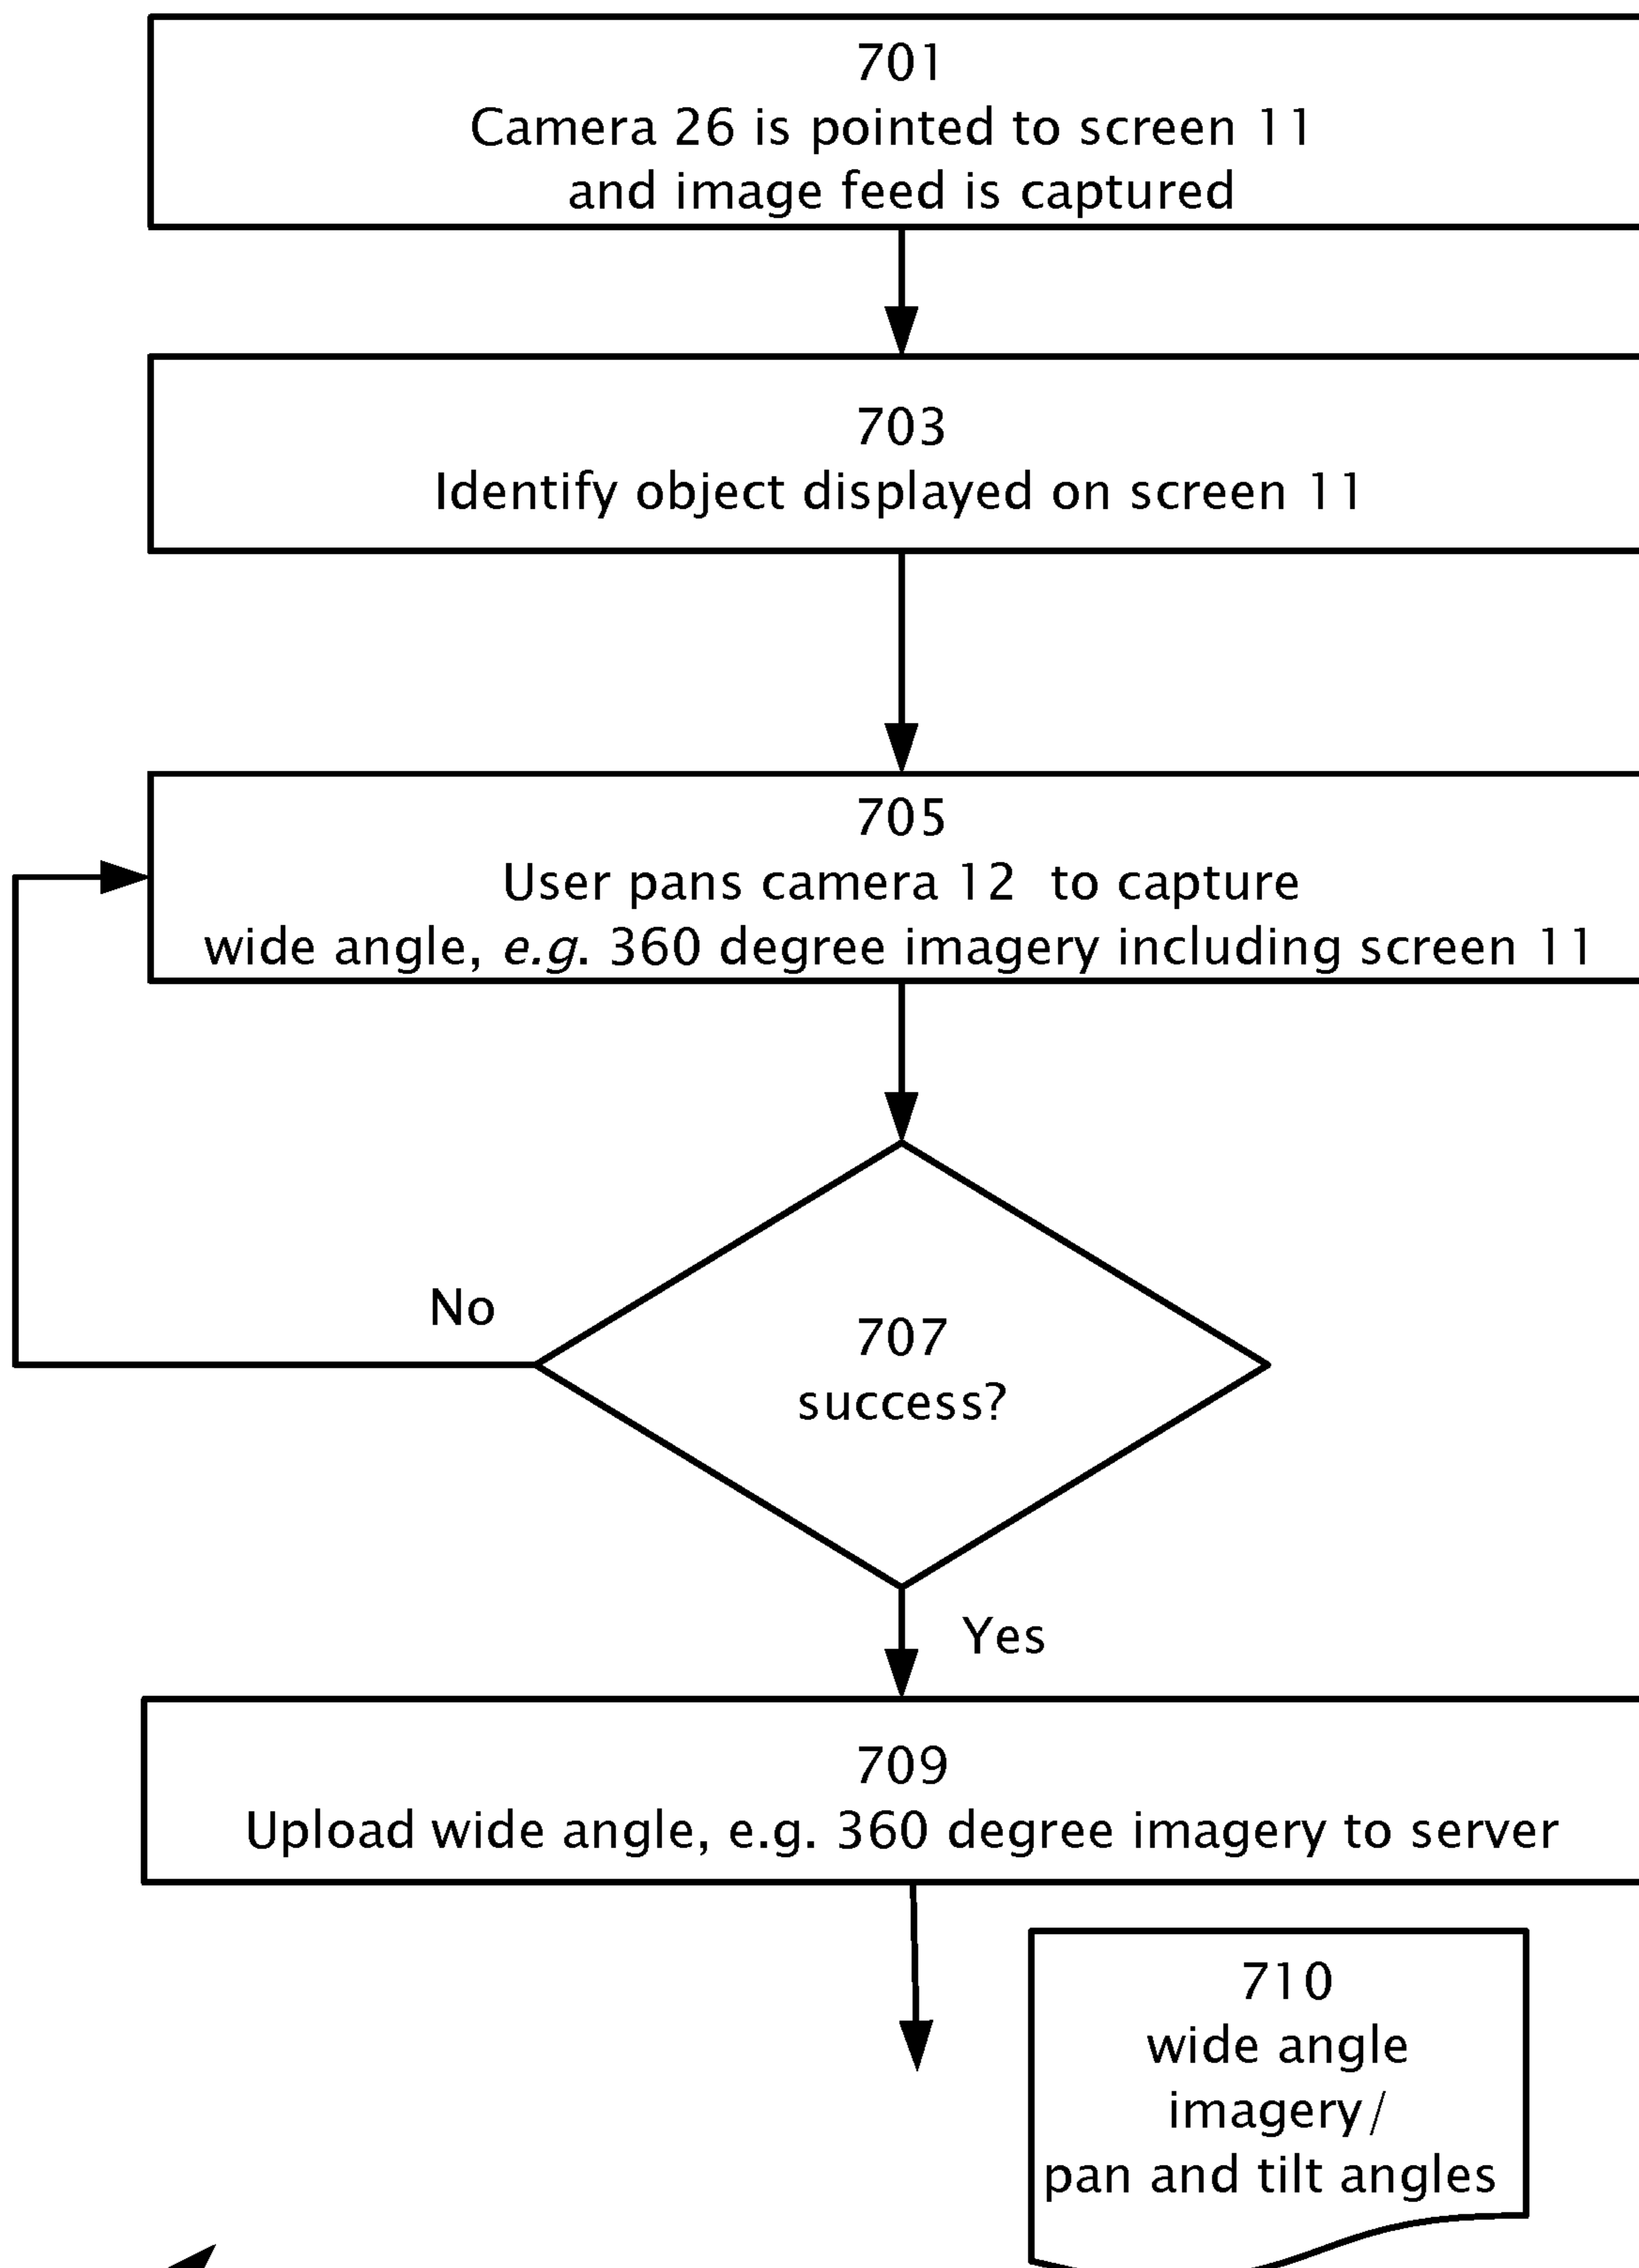 701
Camera 26 is pointed to screen 11
and image feed is captured
703
Identify object displayed on screen 11
705
User pans camera 12  to capture
wide angle, e.g. 360 degree imagery including screen 11
No
707
success?
Yes
709
Upload wide angle, e.g. 360 degree imagery to server
710
wide angle
imagery/
pan and tilt angles